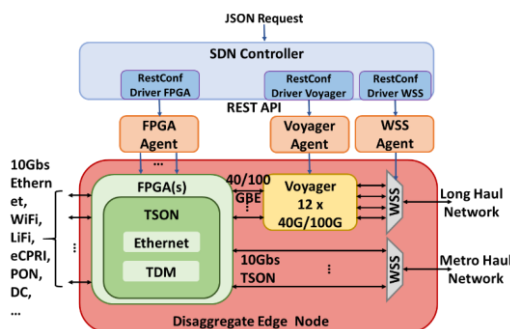 JSON Request
SDN Controller
RestConf
Driver FPGA
RestConf
Driver Voyager
RestConf
Driver WSS
REST API
FPGA
Agent
Voyager
Agent
WSS
Agent
...
10Gbs
Ethern
et,
WiFi,
LiFi,
eCPRI,
PON,
DC,
...
FPGA(s)
TSON
Ethernet
TDM
40/100
GBE
Voyager
12 x
40G/100G
WSS
Long Haul
Network
10Gbs
TSON
WSS
Metro Haul
Network
Disaggregate Edge Node